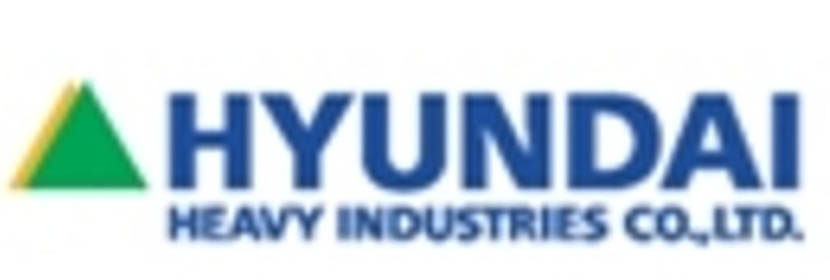 HYUNDAI
HEAVY INDUSTRIES CO.,LTD.